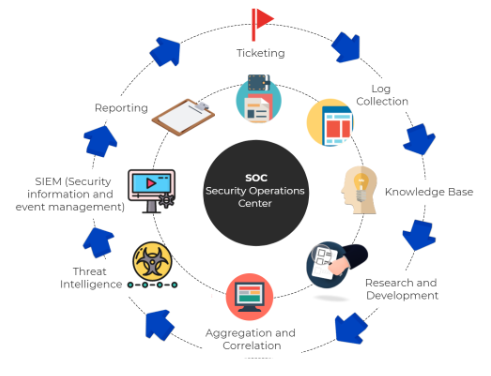 Ticketing
Log
Collection
Knowledge Base
Research and
Development
Aggregation and
Correlation
Threat
Intelligence
SIEM (Security
information and
event management)
Reporting
SOC
Security Operations
Center